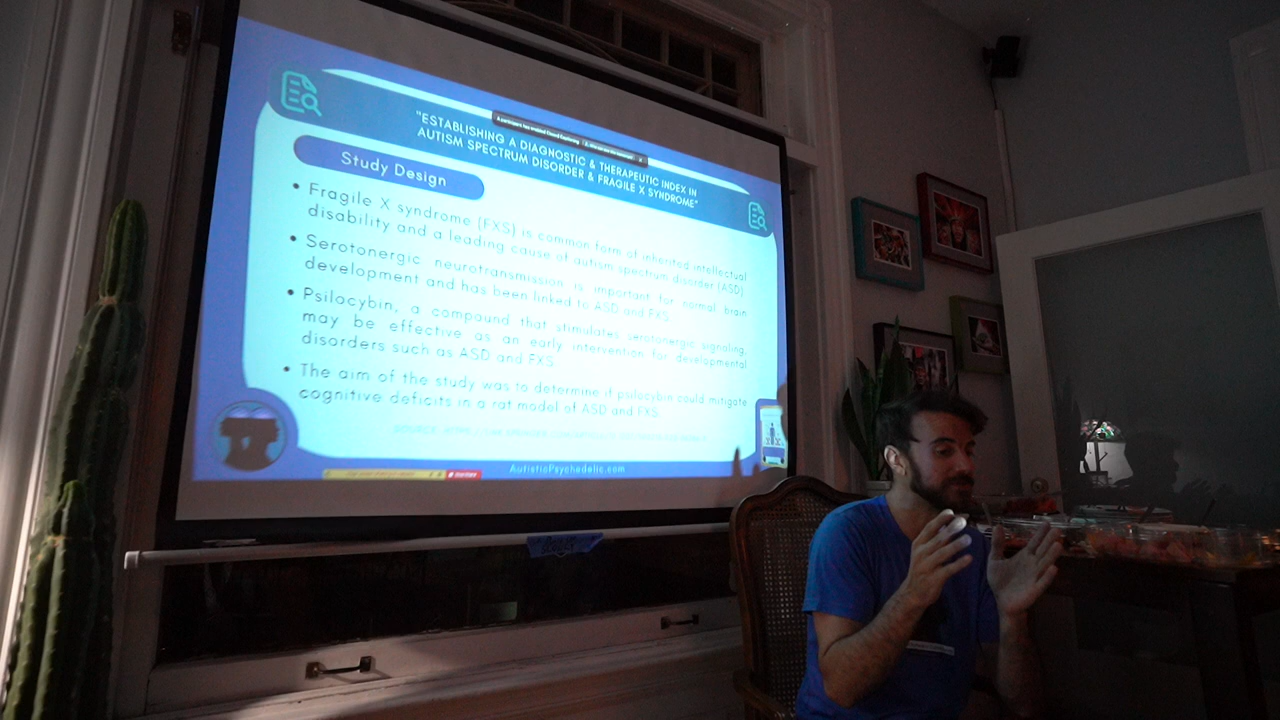 "ESTABLISHING A DIAGNOSTIC & THERAPEUTIC INDEX IN
AUTISM SPECTRUM DISORDER & FRAGILE X SYNDROME"
Study Design
• Fragile X syndrome (FXS) is common form of inherited intellectual
disability and a leading cause of autism spectrum disorder (ASD)
• Serotonergic neurotransmission is important for normal brain
development and has been linked to ASD and FXS.
• Psilocybin, a compound that stimulates serotonergic signaling,
may be effective as an early intervention for developmental
disorders such as ASD and FXS.
• The aim of the study was to determine if psilocybin could mitigate
cognitive deficits in a rat model of ASD and FXS.
SOURCE:
AutisticPsychedelic.com